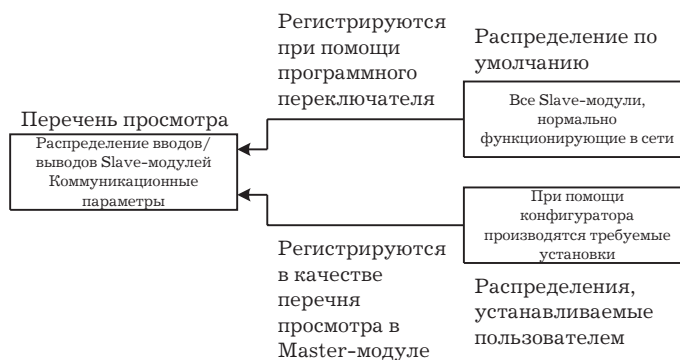 Регистрируются
при помощи
программного
переключателя
Распределение по
умолчанию
Все Slave-модули,
нормально
функционирующие в сети
Перечень просмотра
Распределение вводов/
выводов Slave-модулей
Коммуникационные
параметры
При помощи
конфигуратора
производятся требуемые
установки
Регистрируются
в качестве
перечня
просмотра в
Master-модуле
Распределения,
устанавливаемые
пользователем